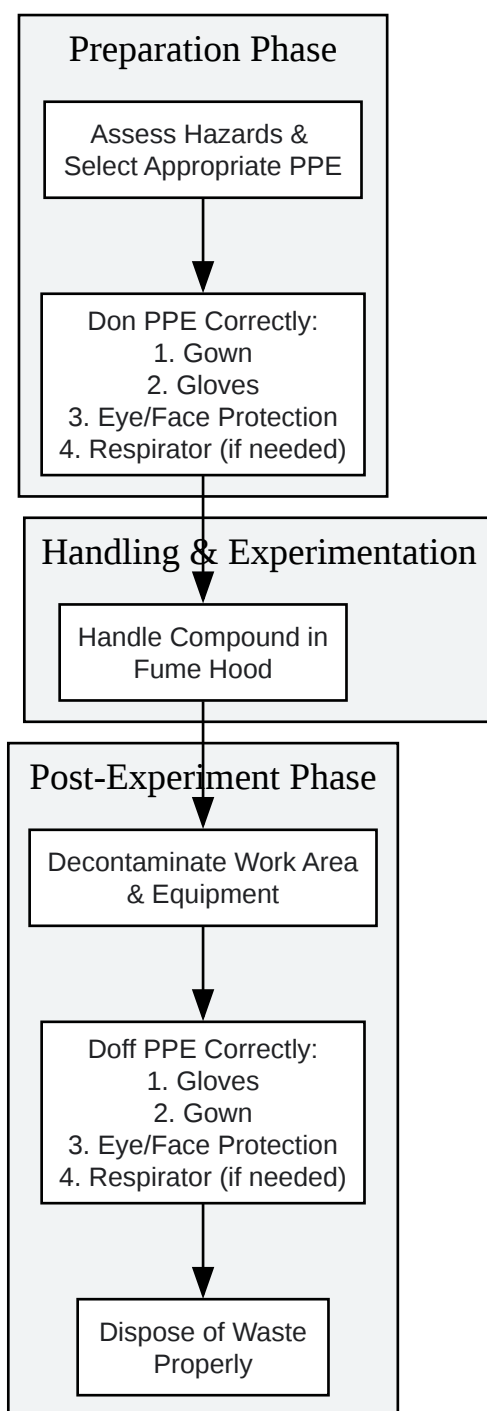 Preparation Phase
Assess Hazards &
Select Appropriate PPE
Don PPE Correctly:
1. Gown
2. Gloves
3. Eye/Face Protection
4. Respirator (if needed)
Handling & Experimentation
Handle Compound in
Fume Hood
Post-Experiment Phase
Decontaminate Work Area
& Equipment
Doff PPE Correctly:
1. Gloves
2. Gown
3. Eye/Face Protection
4. Respirator (if needed)
Dispose of Waste
Properly